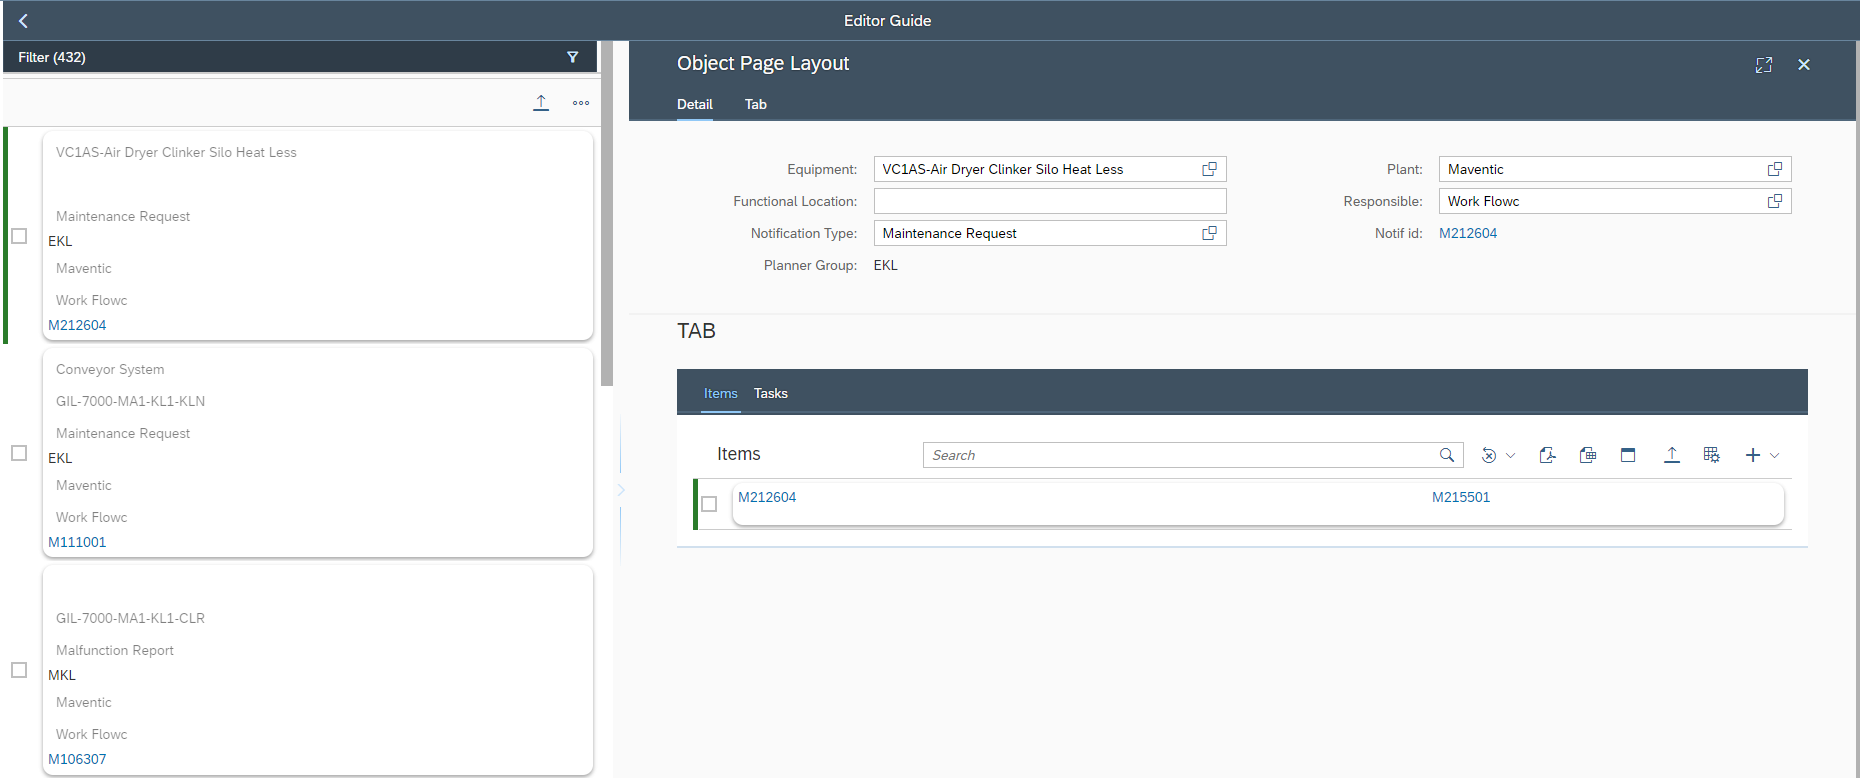 Editor Guide
Filter (432)
VC1AS-Air Dryer Clinker Silo Heat Less
Maintenance Request
EKL
Maventic
Work Flowc
M212604
Conveyor System
GIL-7000-MA1-KL1-KLN
Maintenance Request
EKL
Maventic
Work Flowc
M111001
GIL-7000-MA1-KL1-CLR
Malfunction Report
MKL
Maventic
Work Flowc
M106307
Object Page Layout
Detail Tab
Equipment: VC1AS-Air Dryer Clinker Silo Heat Less
Functional Location:
Notification Type: Maintenance Request
Planner Group: EKL
Plant: Maventic
Responsible: Work Flowc
Notif id: M212604
TAB
Items Tasks
Items Search
M212604 M215501